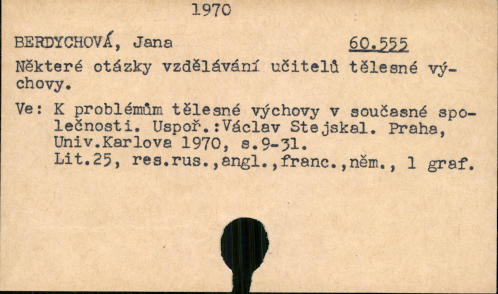 1970
BERDYCHOVÁ, Jana 60.555
Některé otázky vzdělávání učitelů tělesné vý-
chovy.
Ve: K problémům tělesné výchovy v současné spo-
lečnosti. Uspoř.:Václav Stejskal. Praha,
Univ.Karlova 1970, s.9-31.
Lit.25, res.rus.,angl.,franc.,něm., 1 graf.